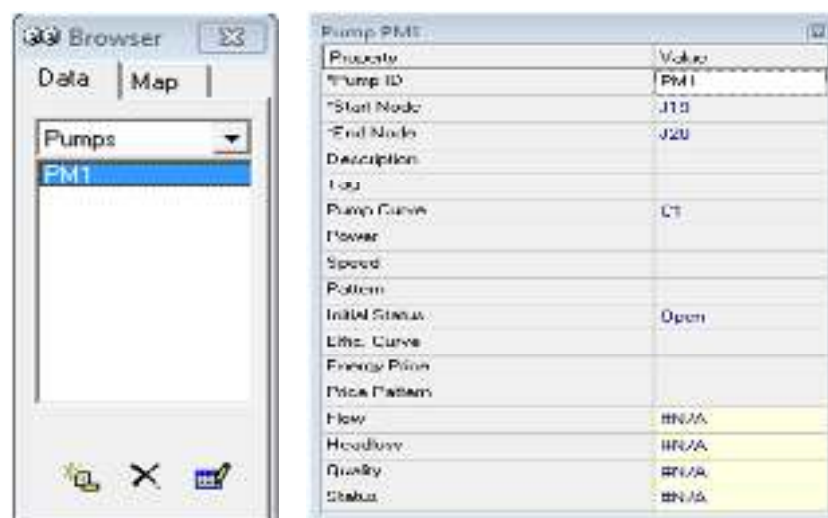 Browser
Data Map
Pumps
PM1
Pump PM1
Property Value
*Pump ID PM1
*Start Node
*End Node J20
Description
Tag
Pump Curve C1
Power
Speed
Pattern
Initial Status Open
Effic. Curve
Energy Price
Price Pattern
Flow #N/A
Headloss #N/A
Quality #N/A
Status #N/A